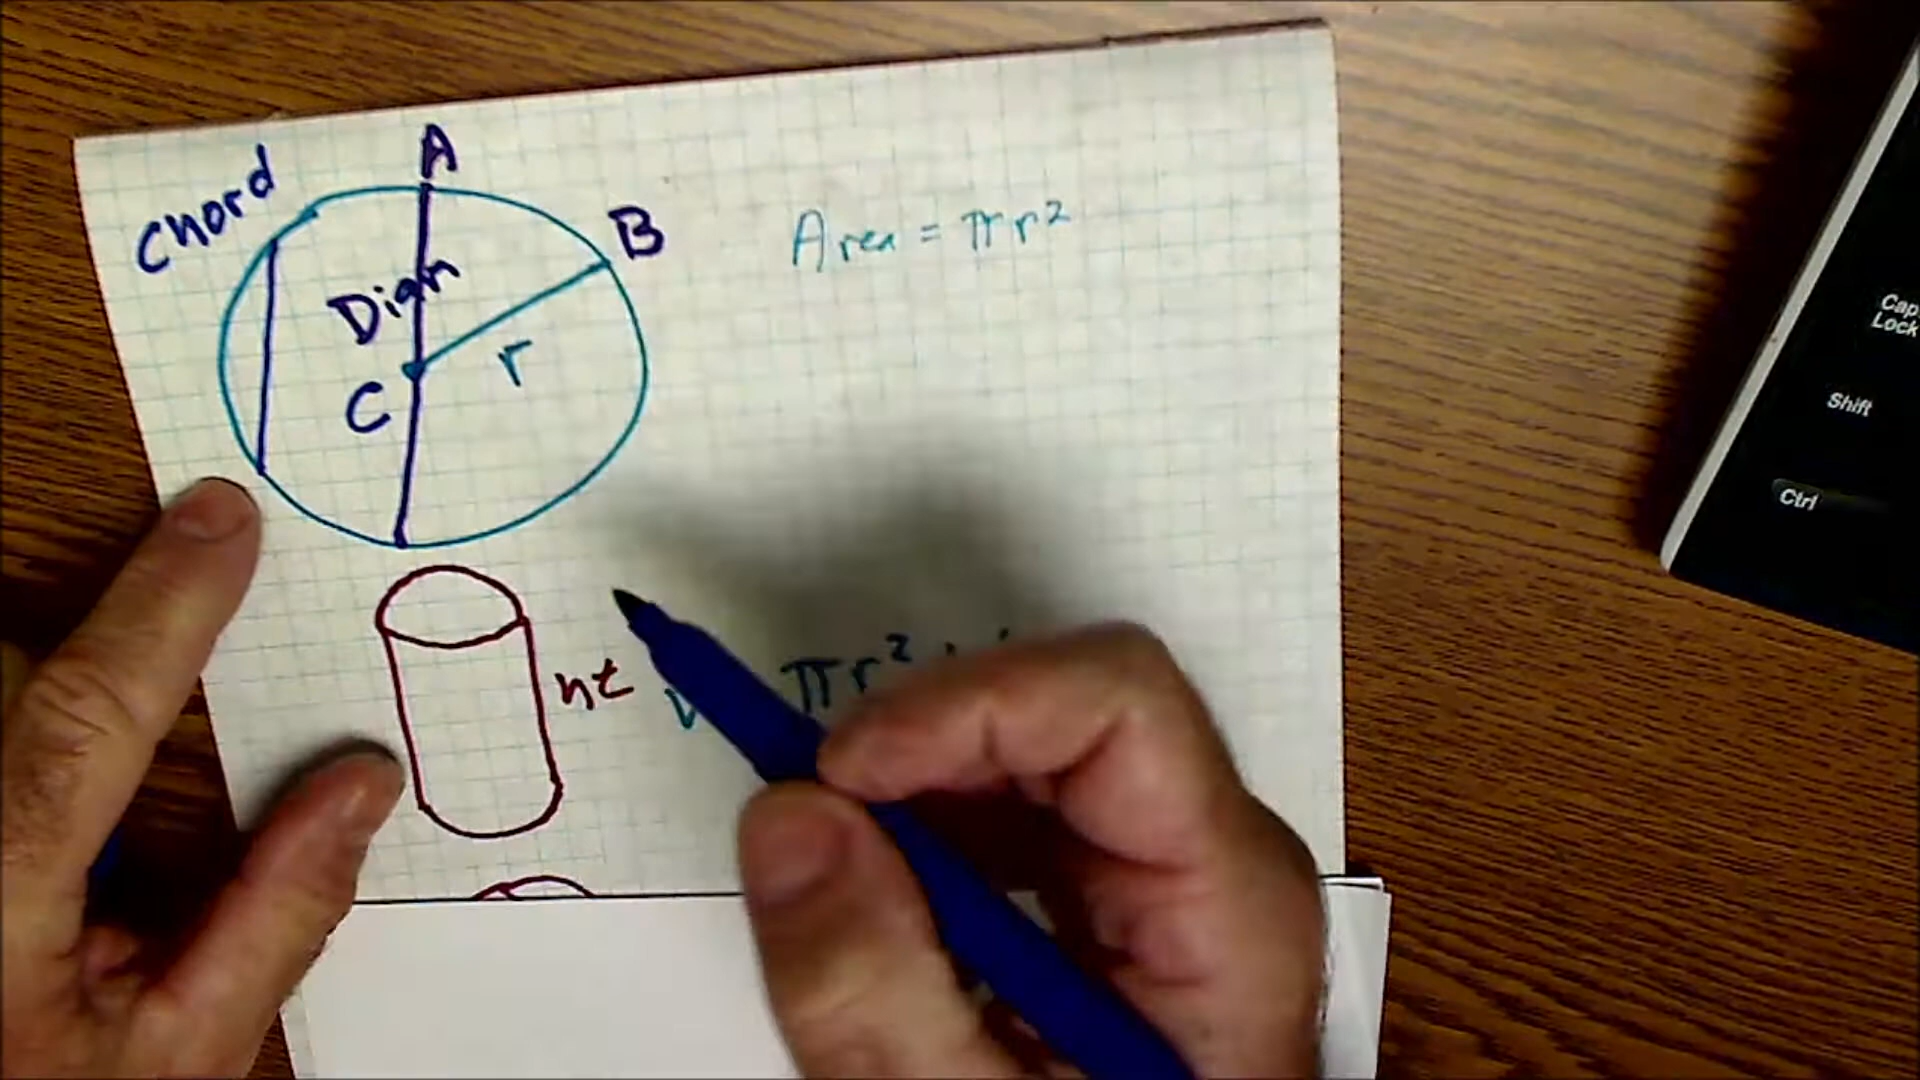 A
Chord
B
Diam
r
C
Area = πr²
ht
πr²
Caps
Lock
Shift
Ctrl